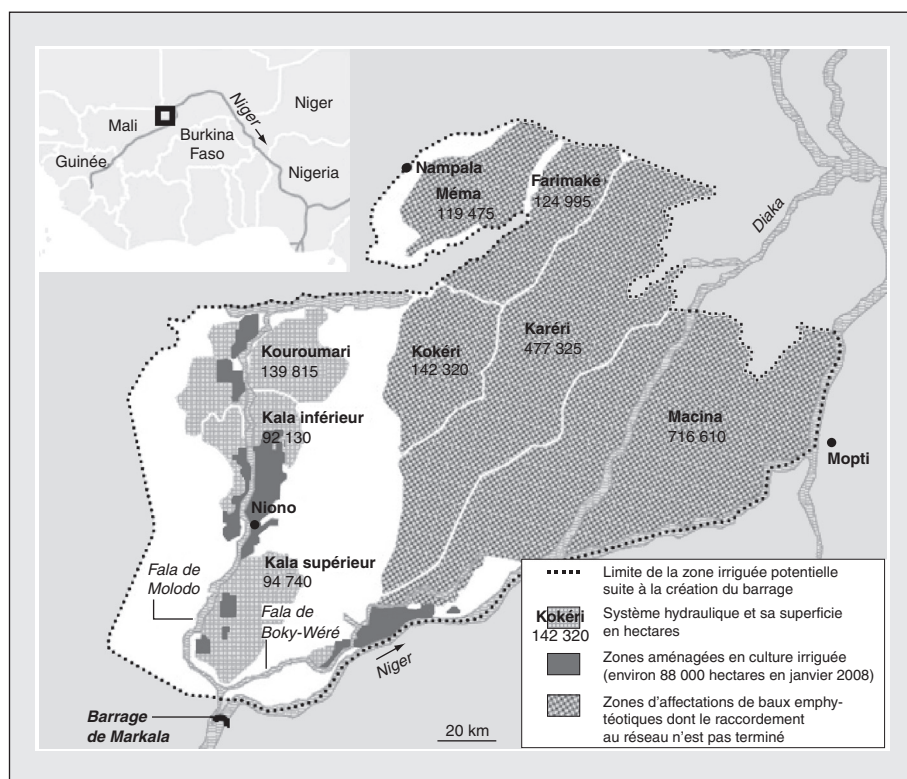 Niger
Niger
Mali
Burkina
Faso
Guinée
Nigeria
Nampala
Méma
119 475
Farimaké
124 995
Diaka
Kouroumari
139 815
Kokéri
142 320
Karéri
477 325
Kala inférieur
92 130
Macina
716 610
Mopti
Niono
Kala supérieur
94 740
Fala de
Molodo
Fala de
Boky-Wéré
Niger
Barrage
de Markala
20 km
Limite de la zone irriguée potentielle
suite à la création du barrage
Kokéri
142 320
Système hydraulique et sa superficie
en hectares
Zones aménagées en culture irriguée
(environ 88 000 hectares en janvier 2008)
Zones d'affectations de baux emphy-
téotiques dont le raccordement
au réseau n'est pas terminé